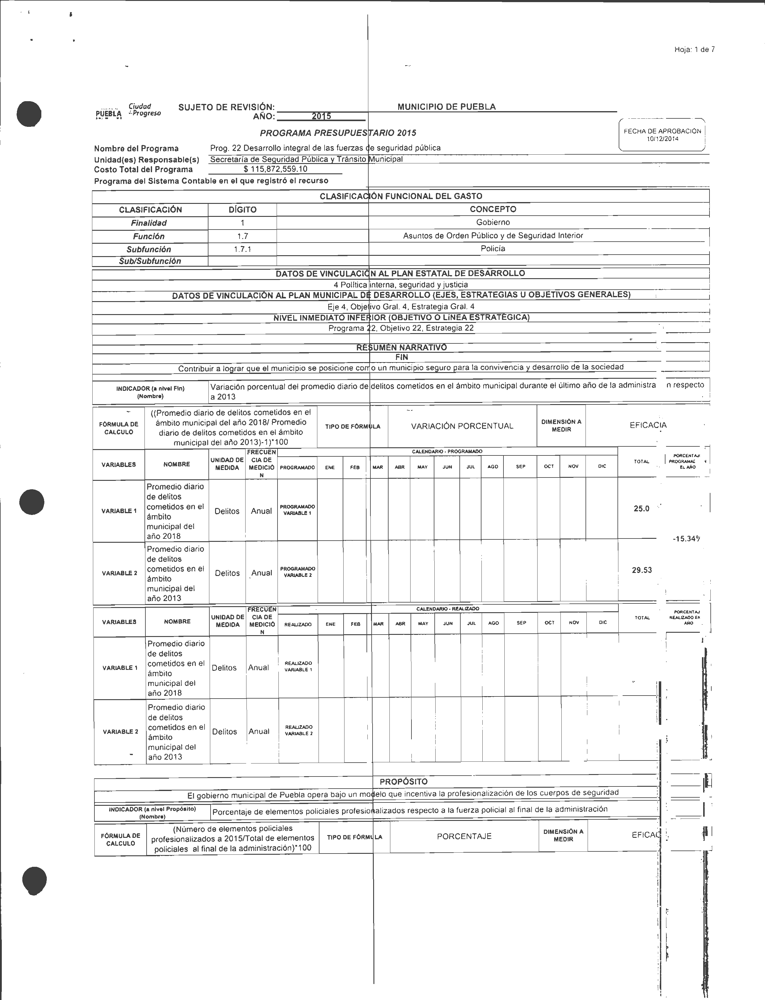 Hoja: 1 de 7
PUEBLA Ciudad de Progreso
SUJETO DE REVISIÓN: MUNICIPIO DE PUEBLA
AÑO: 2015
PROGRAMA PRESUPUESTARIO 2015
FECHA DE APROBACIÓN
10/12/2014
Nombre del Programa Prog. 22 Desarrollo integral de las fuerzas de seguridad pública
Unidad(es) Responsable(s) Secretaría de Seguridad Pública y Tránsito Municipal
Costo Total del Programa $ 115,872,559.10
Programa del Sistema Contable en el que registró el recurso
CLASIFICACIÓN FUNCIONAL DEL GASTO
CLASIFICACIÓN DÍGITO CONCEPTO
Finalidad 1 Gobierno
Función 1.7 Asuntos de Orden Público y de Seguridad Interior
Subfunción 1.7.1 Policía
Sub/Subfunción
DATOS DE VINCULACIÓN AL PLAN ESTATAL DE DESARROLLO
4 Política interna, seguridad y justicia
DATOS DE VINCULACIÓN AL PLAN MUNICIPAL DE DESARROLLO (EJES, ESTRATEGIAS U OBJETIVOS GENERALES)
Eje 4, Objetivo Gral. 4, Estrategia Gral. 4
NIVEL INMEDIATO INFERIOR (OBJETIVO O LÍNEA ESTRATÉGICA)
Programa 22, Objetivo 22, Estrategia 22
RESUMEN NARRATIVO
FIN
Contribuir a lograr que el municipio se posicione como un municipio seguro para la convivencia y desarrollo de la sociedad
INDICADOR (a nivel Fin)
(Nombre)
Variación porcentual del promedio diario de delitos cometidos en el ámbito municipal durante el último año de la administra n respecto
a 2013
FÓRMULA DE
CALCULO
((Promedio diario de delitos cometidos en el
ámbito municipal del año 2018/ Promedio
diario de delitos cometidos en el ámbito
municipal del año 2013)-1)*100
TIPO DE FÓRMULA
VARIACIÓN PORCENTUAL
DIMENSIÓN A
MEDIR
EFICACIA
VARIABLES
NOMBRE
UNIDAD DE
MEDIDA
FRECUEN
CIA DE
MEDICIÓ
N
CALENDARIO - PROGRAMADO
PROGRAMADO ENE FEB MAR ABR MAY JUN JUL AGO SEP OCT NOV DIC
TOTAL
PORCENTAJ
PROGRAMAD N
EL AÑO
VARIABLE 1
Promedio diario
de delitos
cometidos en el
ámbito
municipal del
año 2018
Delitos
Anual
PROGRAMADO
VARIABLE 1
25.0
-15.34%
VARIABLE 2
Promedio diario
de delitos
cometidos en el
ámbito
municipal del
año 2013
Delitos
Anual
PROGRAMADO
VARIABLE 2
29.53
VARIABLES
NOMBRE
UNIDAD DE
MEDIDA
FRECUEN
CIA DE
MEDICIÓ
N
CALENDARIO - REALIZADO
REALIZADO ENE FEB MAR ABR MAY JUN JUL AGO SEP OCT NOV DIC
TOTAL
PORCENTAJ
REALIZADO EN
AÑO
VARIABLE 1
Promedio diario
de delitos
cometidos en el
ámbito
municipal del
año 2018
Delitos
Anual
REALIZADO
VARIABLE 1
VARIABLE 2
Promedio diario
de delitos
cometidos en el
ámbito
municipal del
año 2013
Delitos
Anual
REALIZADO
VARIABLE 2
PROPÓSITO
El gobierno municipal de Puebla opera bajo un modelo que incentiva la profesionalización de los cuerpos de seguridad
INDICADOR (a nivel Propósito)
(Nombre)
Porcentaje de elementos policiales profesionalizados respecto a la fuerza policial al final de la administración
FÓRMULA DE
CALCULO
(Número de elementos policiales
profesionalizados a 2015/Total de elementos
policiales al final de la administración)*100
TIPO DE FÓRMULA
PORCENTAJE
DIMENSIÓN A
MEDIR
EFICAC